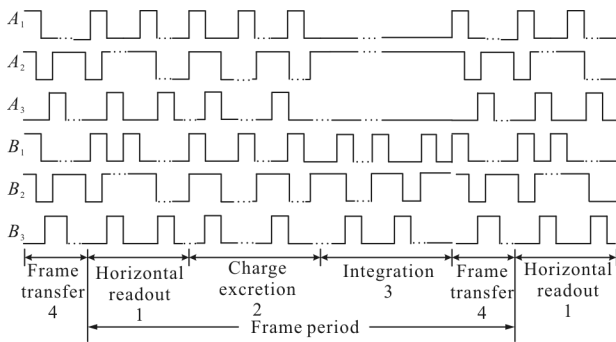 A₁
A₂
A₃
B₁
B₂
B₃
Frame transfer 4
Horizontal readout 1
Charge excretion 2
Integration 3
Frame transfer 4
Horizontal readout 1
Frame period